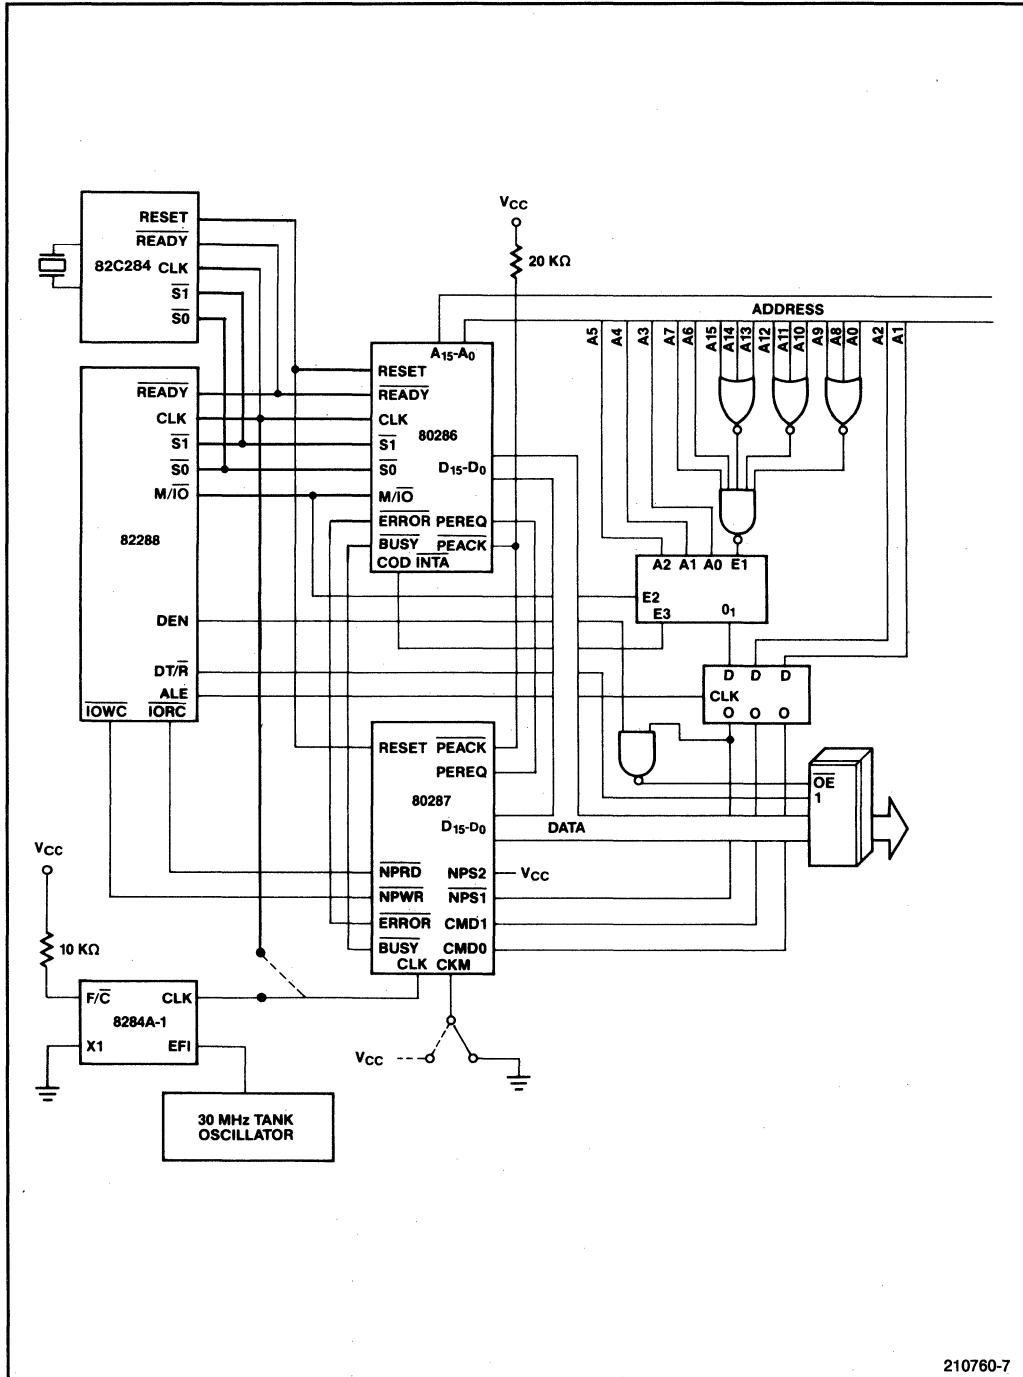 RESET
READY
82C284 CLK
S1
S0
VCC
20 KΩ
ADDRESS
A5
A4
A3
A7
A6
A15
A14
A13
A12
A11
A10
A9
A8
A0
A2
A1
READY
CLK
S1
S0
M/IO
82288
DEN
DT/R
ALE
IOWC IORC
A15-A0
RESET
READY
CLK
80286
S1
S0 D15-D0
M/IO
ERROR PEREQ
BUSY PEACK
COD INTA
A2 A1 A0 E1
E2
E3 01
D D D
CLK
O O O
RESET PEACK
PEREQ
80287
D15-D0
DATA
OE
1
NPRD NPS2
VCC
NPWR NPS1
ERROR CMD1
BUSY CMD0
CLK CKM
VCC
10 KΩ
F/C CLK
8284A-1
X1 EFI
VCC
30 MHz TANK
OSCILLATOR
210760-7